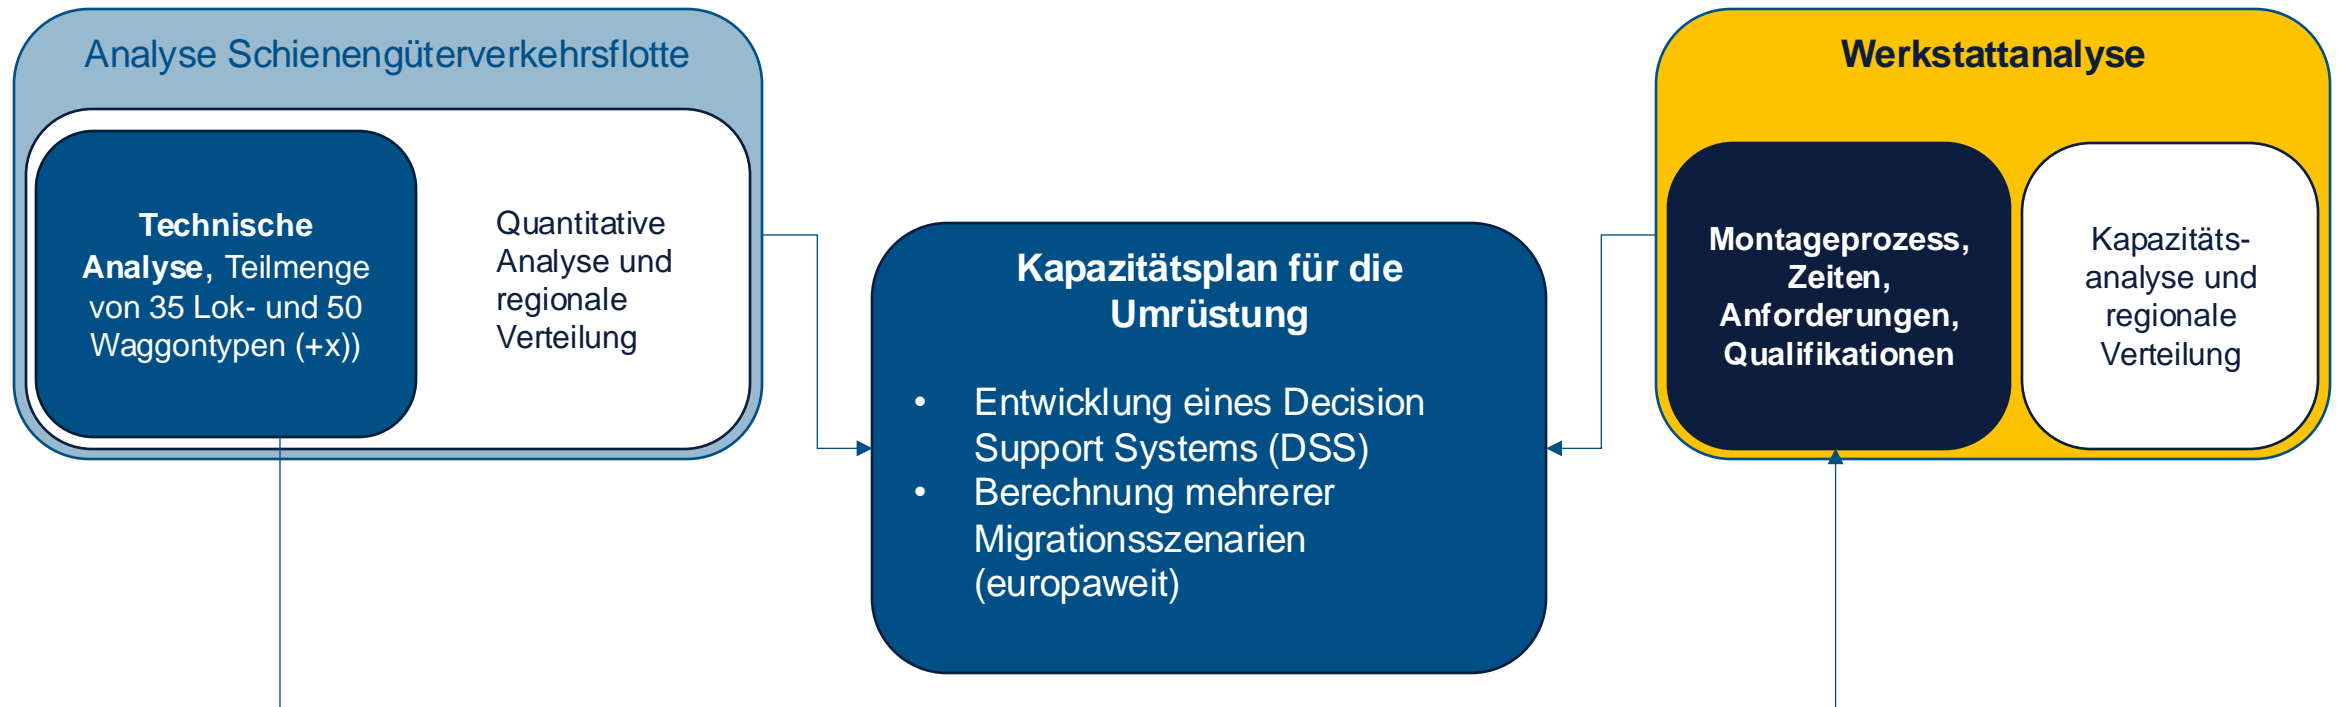 Analyse Schienengüterverkehrsflotte
Technische
Analyse, Teilmenge
von 35 Lok- und 50
Waggontypen (+x))
Quantitative
Analyse und
regionale
Verteilung
Kapazitätsplan für die
Umrüstung
• Entwicklung eines Decision
Support Systems (DSS)
• Berechnung mehrerer
Migrationsszenarien
(europaweit)
Werkstattanalyse
Montageprozess,
Zeiten,
Anforderungen,
Qualifikationen
Kapazitäts-
analyse und
regionale
Verteilung